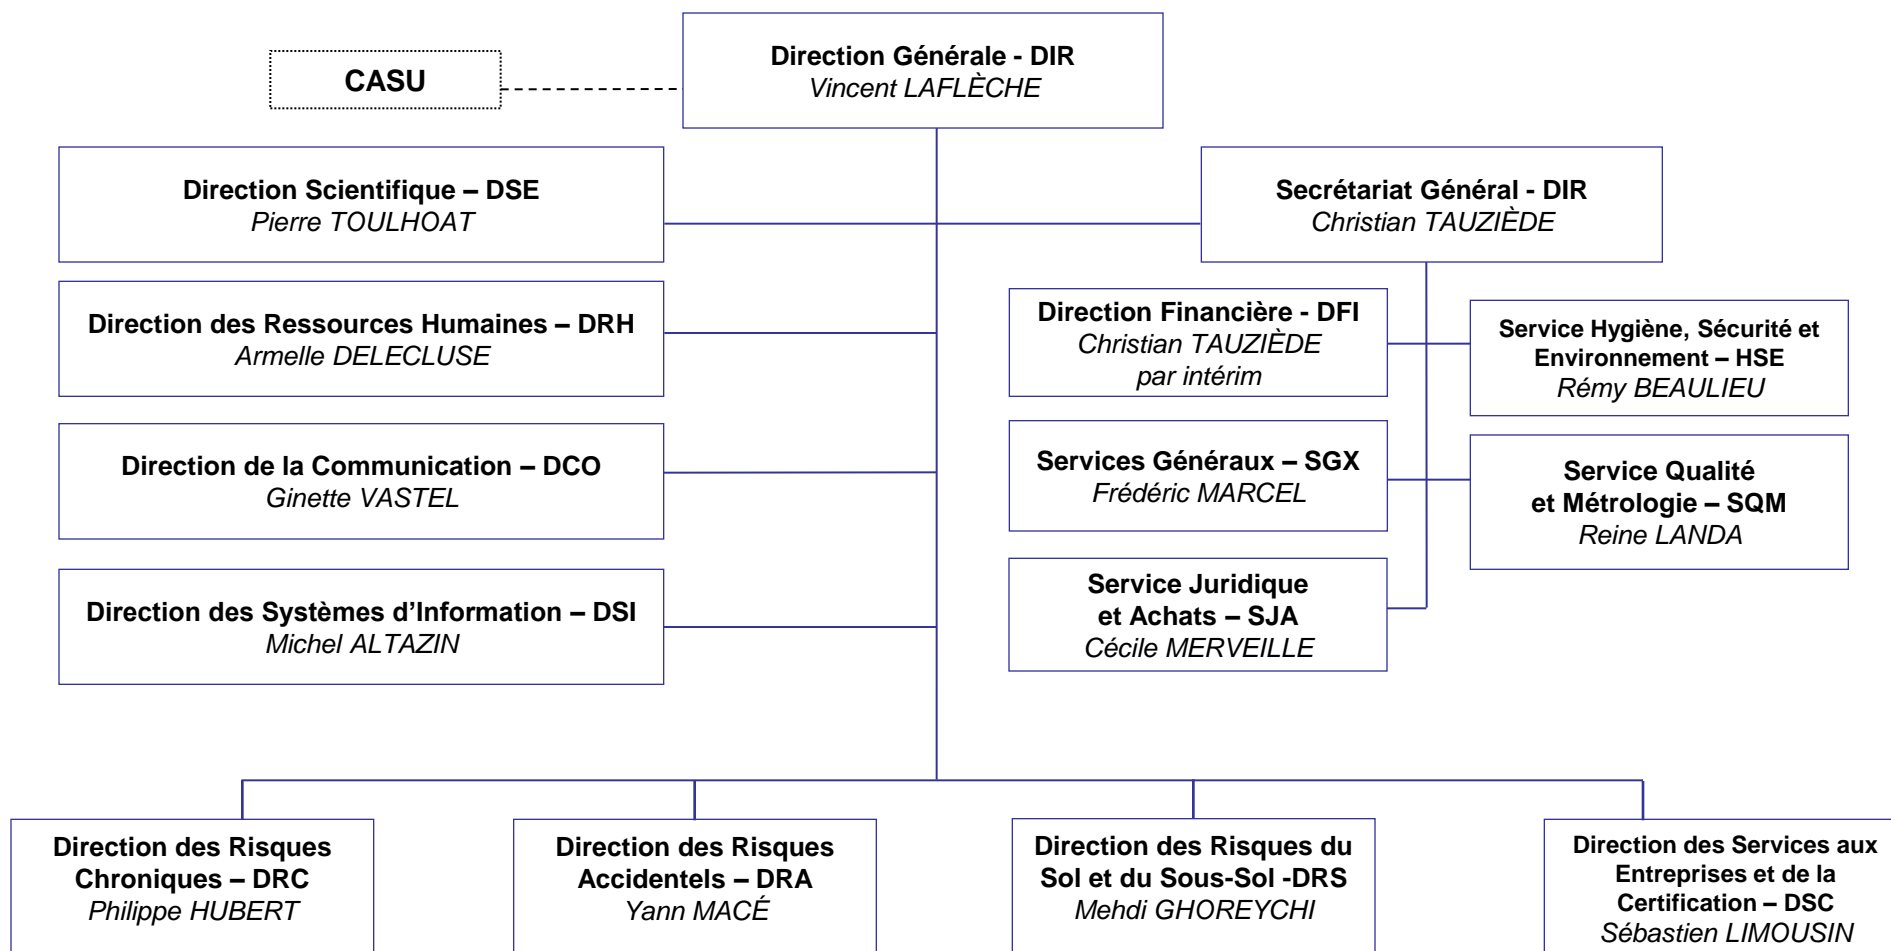 Direction Générale - DIR
Vincent LAFLÈCHE
CASU
Direction Scientifique – DSE
Pierre TOULHOAT
Secrétariat Général - DIR
Christian TAUZIÈDE
Direction des Ressources Humaines – DRH
Armelle DELECLUSE
Direction Financière - DFI
Christian TAUZIÈDE
par intérim
Service Hygiène, Sécurité et
Environnement – HSE
Rémy BEAULIEU
Direction de la Communication – DCO
Ginette VASTEL
Services Généraux – SGX
Frédéric MARCEL
Service Qualité
et Métrologie – SQM
Reine LANDA
Direction des Systèmes d’Information – DSI
Michel ALTAZIN
Service Juridique
et Achats – SJA
Cécile MERVEILLE
Direction des Risques
Chroniques – DRC
Philippe HUBERT
Direction des Risques
Accidentels – DRA
Yann MACÉ
Direction des Risques du
Sol et du Sous-Sol -DRS
Mehdi GHOREYCHI
Direction des Services aux
Entreprises et de la
Certification – DSC
Sébastien LIMOUSIN